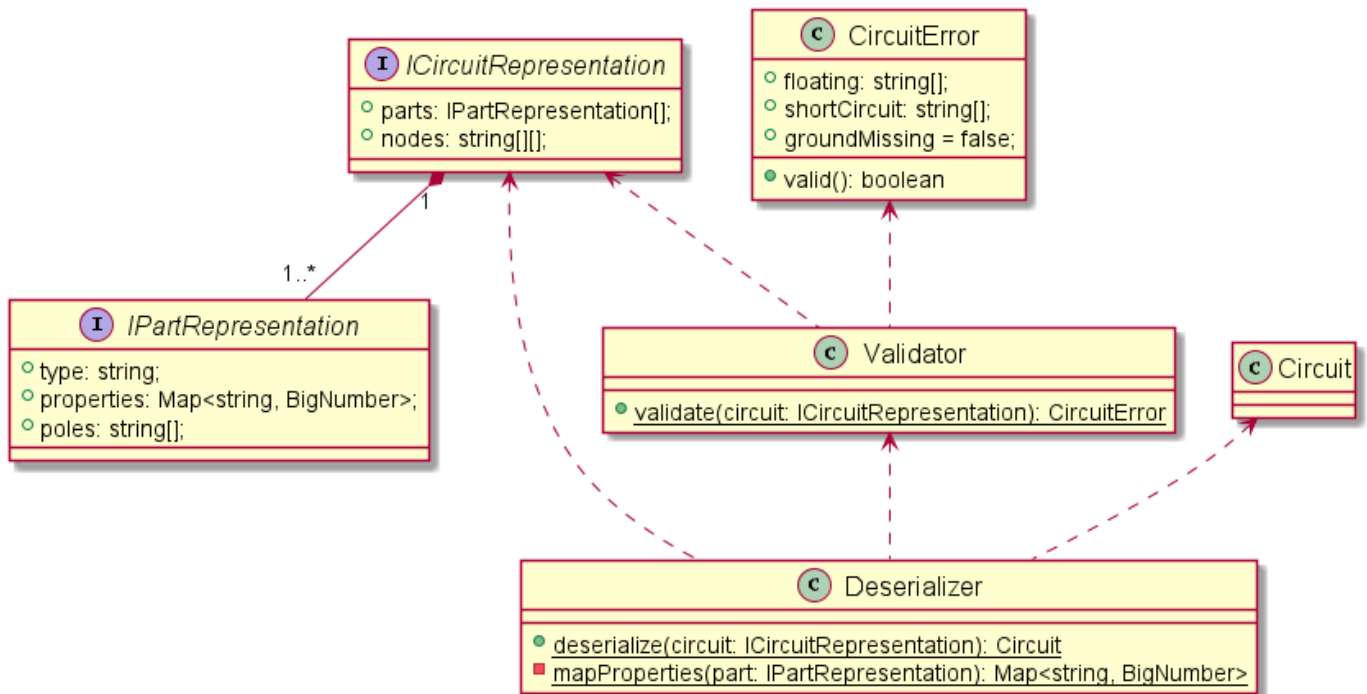 I ICircuitRepresentation
parts: IPartRepresentation[];
nodes: string[][];
C CircuitError
floating: string[];
shortCircuit: string[];
groundMissing = false;
valid(): boolean
1
1..*
I IPartRepresentation
type: string;
properties: Map<string, BigNumber>;
poles: string[];
C Validator
validate(circuit: ICircuitRepresentation): CircuitError
C Circuit
C Deserializer
deserialize(circuit: ICircuitRepresentation): Circuit
mapProperties(part: IPartRepresentation): Map<string, BigNumber>